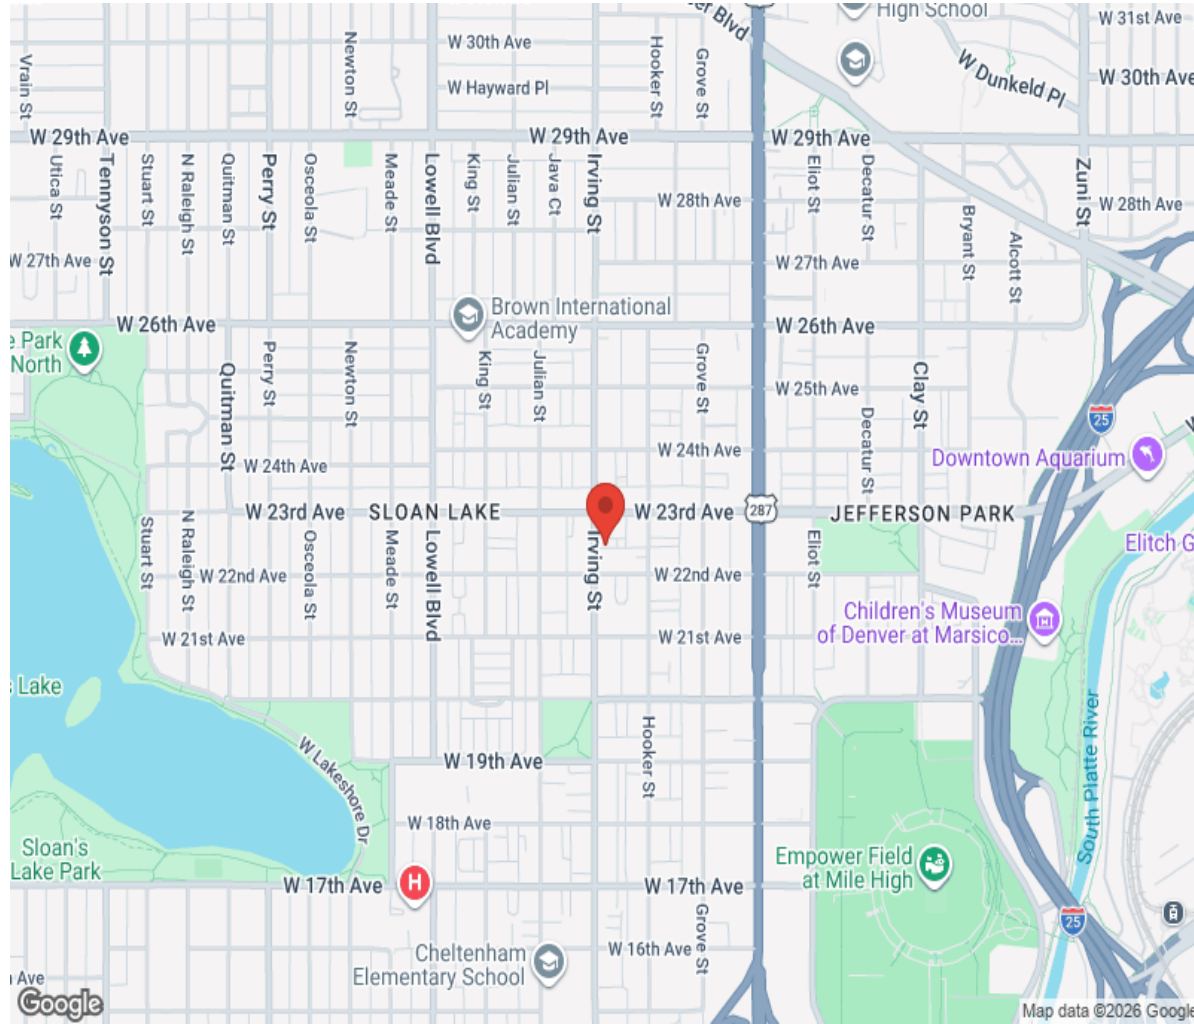 High School
W 31st Ave
er Blvd
W 30th Ave
Newton St
Hooker St
Grove St
Vrain St
W Dunkeld Pl
W 30th Ave
W Hayward Pl
W 29th Ave
W 29th Ave
W 29th Ave
Utica St
Tennyson St
Stuart St
N Raleigh St
Quitman St
Perry St
Osceola St
Meade St
Lowell Blvd
King St
Julian St
Java Ct
Irving St
Eliot St
Decatur St
Zuni St
W 28th Ave
W 28th Ave
Bryant St
Alcott St
W 27th Ave
W 27th Ave
Brown International
Academy
W 26th Ave
W 26th Ave
e Park
North
Perry St
Newton St
King St
Julian St
Grove St
Quitman St
W 25th Ave
Clay St
25
Decatur St
W 24th Ave
W 24th Ave
Downtown Aquarium
W 23rd Ave
SLOAN LAKE
W 23rd Ave
287
JEFFERSON PARK
Stuart St
N Raleigh St
Osceola St
Meade St
Lowell Blvd
Irving St
Eliot St
Elitch G
W 22nd Ave
W 22nd Ave
Children's Museum
of Denver at Marsico...
W 21st Ave
W 21st Ave
s Lake
South Platte River
Hooker St
W Lakeshore Dr
W 19th Ave
W 18th Ave
Sloan's
Lake Park
Empower Field
at Mile High
W 17th Ave
H
W 17th Ave
Grove St
25
Cheltenham
Elementary School
W 16th Ave
Ave
Google
Map data ©2026 Google